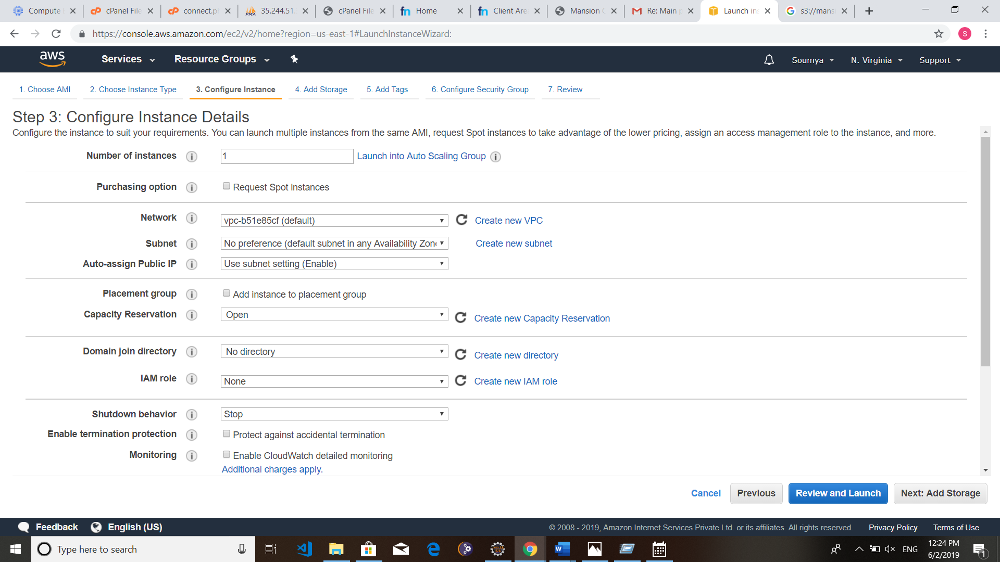 Compute
cPanel File
connect.p
35.244.51.
cPanel File
Home
Client Are
Mansion
Re: Main p
Launch in
s3://mans
https://console.aws.amazon.com/ec2/v2/home?region=us-east-1#LaunchInstanceWizard:
S
aws
Services
Resource Groups
Soumya
N. Virginia
Support
1. Choose AMI
2. Choose Instance Type
3. Configure Instance
4. Add Storage
5. Add Tags
6. Configure Security Group
7. Review
Step 3: Configure Instance Details
Configure the instance to suit your requirements. You can launch multiple instances from the same AMI, request Spot instances to take advantage of the lower pricing, assign an access management role to the instance, and more.
Number of instances
1
Launch into Auto Scaling Group
Purchasing option
Request Spot instances
Network
vpc-b51e85cf (default)
Create new VPC
Subnet
No preference (default subnet in any Availability Zon
Create new subnet
Auto-assign Public IP
Use subnet setting (Enable)
Placement group
Add instance to placement group
Capacity Reservation
Open
Create new Capacity Reservation
Domain join directory
No directory
Create new directory
IAM role
None
Create new IAM role
Shutdown behavior
Stop
Enable termination protection
Protect against accidental termination
Monitoring
Enable CloudWatch detailed monitoring
Additional charges apply.
Cancel
Previous
Review and Launch
Next: Add Storage
Feedback
English (US)
© 2008 - 2019, Amazon Internet Services Private Ltd. or its affiliates. All rights reserved.
Privacy Policy
Terms of Use
Type here to search
ENG
12:24 PM
6/2/2019
1